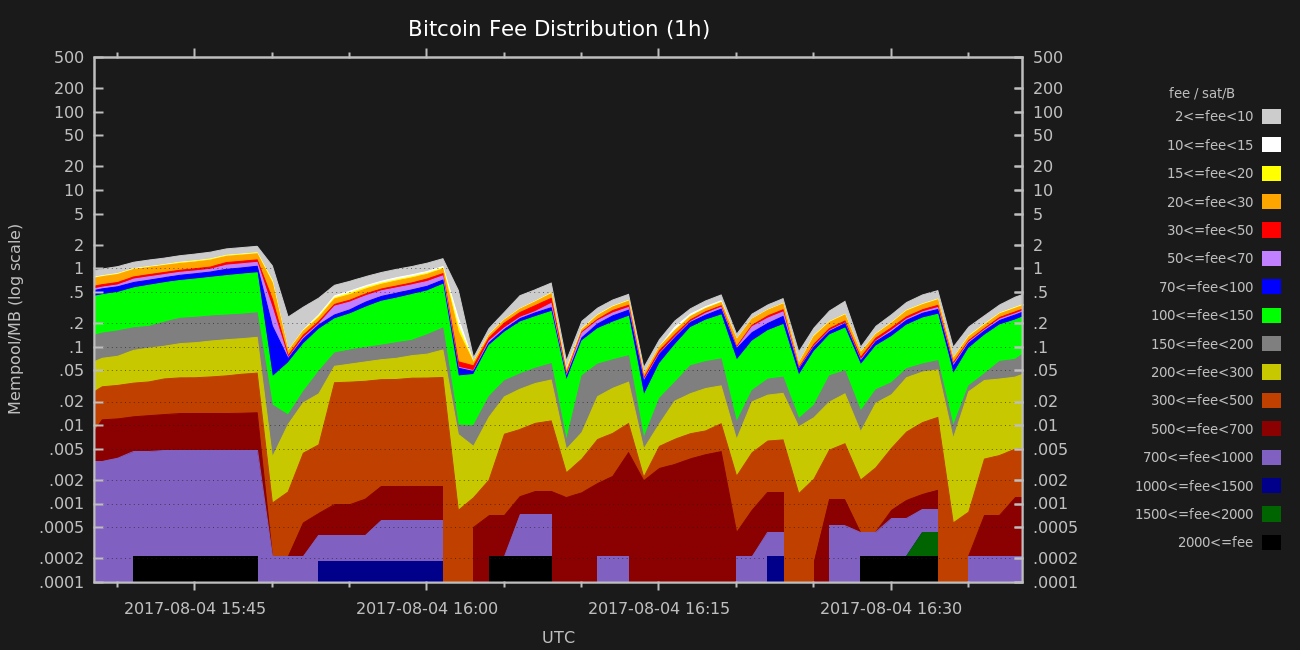 Bitcoin Fee Distribution (1h)
500 500
200 200
100 100
50 50
20 20
10 10
5 5
2 2
1 1
.5 .5
.2 .2
.1 .1
.05 .05
.02 .02
.01 .01
.005 .005
.002 .002
.001 .001
.0005 .0005
.0002 .0002
.0001 .0001
Mempool/MB (log scale)
2017-08-04 15:45 2017-08-04 16:00 2017-08-04 16:15 2017-08-04 16:30
UTC
fee / sat/B
2<=fee<10
10<=fee<15
15<=fee<20
20<=fee<30
30<=fee<50
50<=fee<70
70<=fee<100
100<=fee<150
150<=fee<200
200<=fee<300
300<=fee<500
500<=fee<700
700<=fee<1000
1000<=fee<1500
1500<=fee<2000
2000<=fee